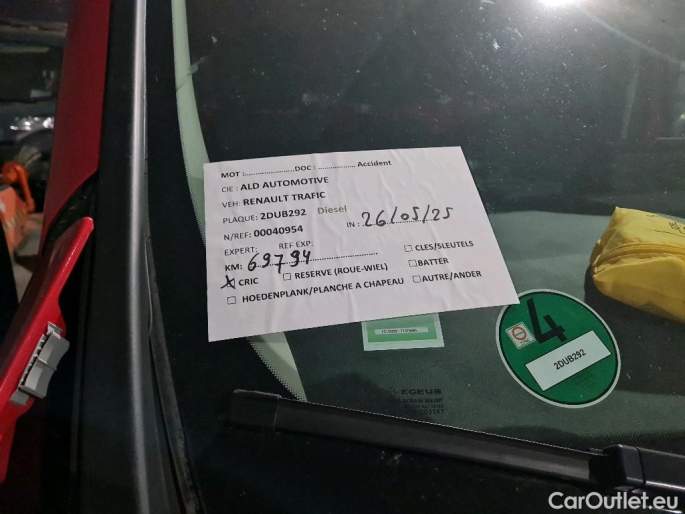 MOT :......................DOC : ................ Accident
CIE : ALD AUTOMOTIVE
VEH: RENAULT TRAFIC
PLAQUE: 2DUB292 Diesel
N/REF: 00040954
IN : 26/05/25
EXPERT: REF EXP:
KM: 69794
☐ CLES/SLEUTELS
X CRIC ☐ RESERVE (ROUE-WIEL) ☐ BATTER
☐ HOEDENPLANK/PLANCHE A CHAPEAU ☐ AUTRE/ANDER
4
2DUB292
CarOutlet.eu